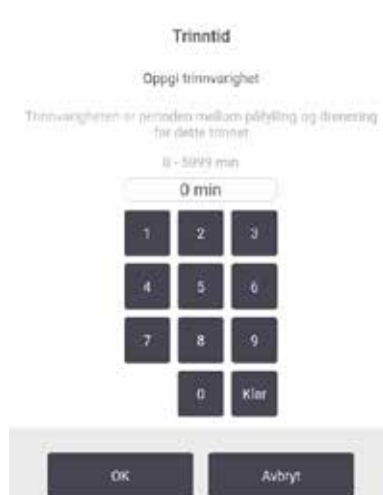 Trinntid
Oppgi trinnvarighet
Trinnvarigheten er perioden mellom påfylling og drenering
for dette trinnet
0 - 5999 min
0 min
1 2 3
4 5 6
7 8 9
0 Klar
OK Avbryt